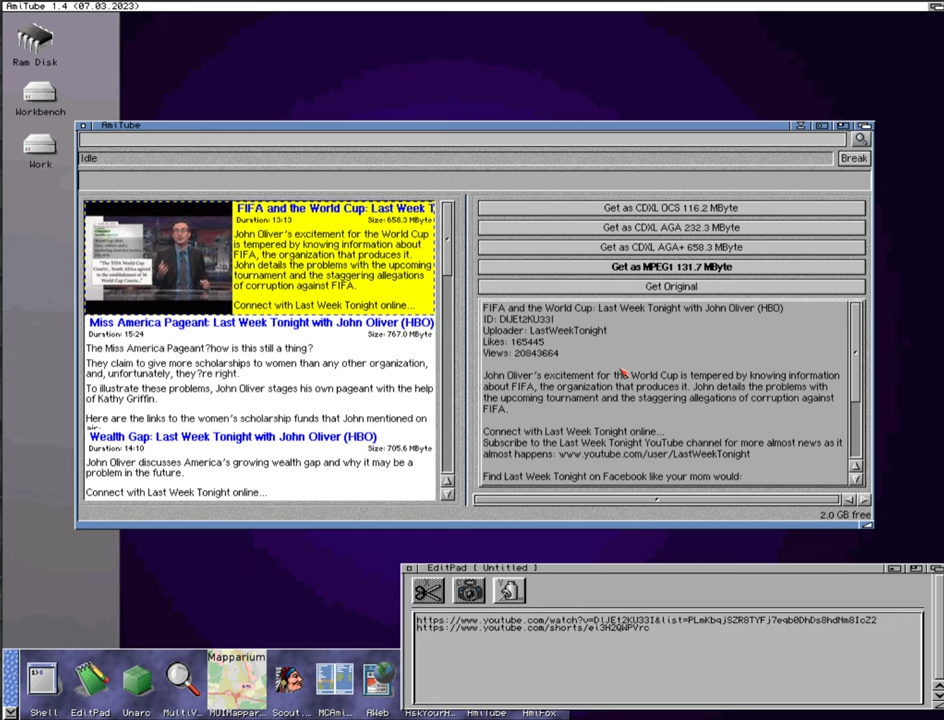 AmiTube 1.4 (07.03.2023)
Ram Disk
Workbench
Work
AmiTube
Idle
Break
FIFA and the World Cup: Last Week T
Duration: 13:13 Size: 658.3 MByte
John Oliver's excitement for the World Cup
is tempered by knowing information about
FIFA, the organization that produces it.
John details the problems with the upcoming
tournament and the staggering allegations
of corruption against FIFA.
Connect with Last Week Tonight online...
Miss America Pageant: Last Week Tonight with John Oliver (HBO)
Duration: 15:24 Size: 767.0 MByte
The Miss America Pageant?how is this still a thing?
They claim to give more scholarships to women than any other organization,
and, unfortunately, they?re right.
To illustrate these problems, John Oliver stages his own pageant with the help
of Kathy Griffin.
Here are the links to the women's scholarship funds that John mentioned on
air:
Wealth Gap: Last Week Tonight with John Oliver (HBO)
Duration: 14:10 Size: 705.6 MByte
John Oliver discusses America's growing wealth gap and why it may be a
problem in the future.
Connect with Last Week Tonight online...
Get as CDXL OCS 116.2 MByte
Get as CDXL AGA 232.3 MByte
Get as CDXL AGA+ 658.3 MByte
Get as MPEG1 131.7 MByte
Get Original
FIFA and the World Cup: Last Week Tonight with John Oliver (HBO)
ID: DlJEt2KU33I
Uploader: LastWeekTonight
Likes: 165445
Views: 20843664
John Oliver's excitement for the World Cup is tempered by knowing information
about FIFA, the organization that produces it. John details the problems with
the upcoming tournament and the staggering allegations of corruption against
FIFA.
Connect with Last Week Tonight online...
Subscribe to the Last Week Tonight YouTube channel for more almost news as it
almost happens: www.youtube.com/user/LastWeekTonight
Find Last Week Tonight on Facebook like your mom would:
2.0 GB free
EditPad [ Untitled ]
https://www.youtube.com/watch?v=DlJEt2KU33I&list=PLmKbqjSZR8TYFj7eqb0DhDs8hdNm8IcZ2
https://www.youtube.com/shorts/ei3H2QWPVrc
Mapparium
Shell EditPad Unarc MultiV... MUIMappar... Scout... MCAmi... AWeb AskYourA... AmiTube AmiFox